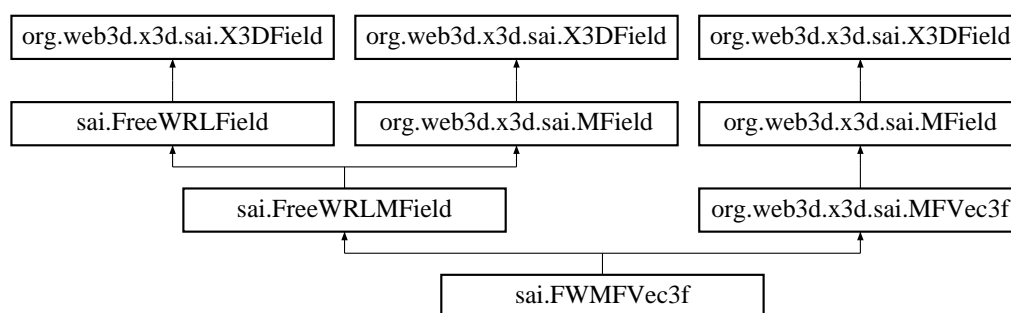 org.web3d.x3d.sai.X3DField
org.web3d.x3d.sai.X3DField
org.web3d.x3d.sai.X3DField
sai.FreeWRLField
org.web3d.x3d.sai.MField
org.web3d.x3d.sai.MField
sai.FreeWRLMField
org.web3d.x3d.sai.MFVec3f
sai.FWMFVec3f